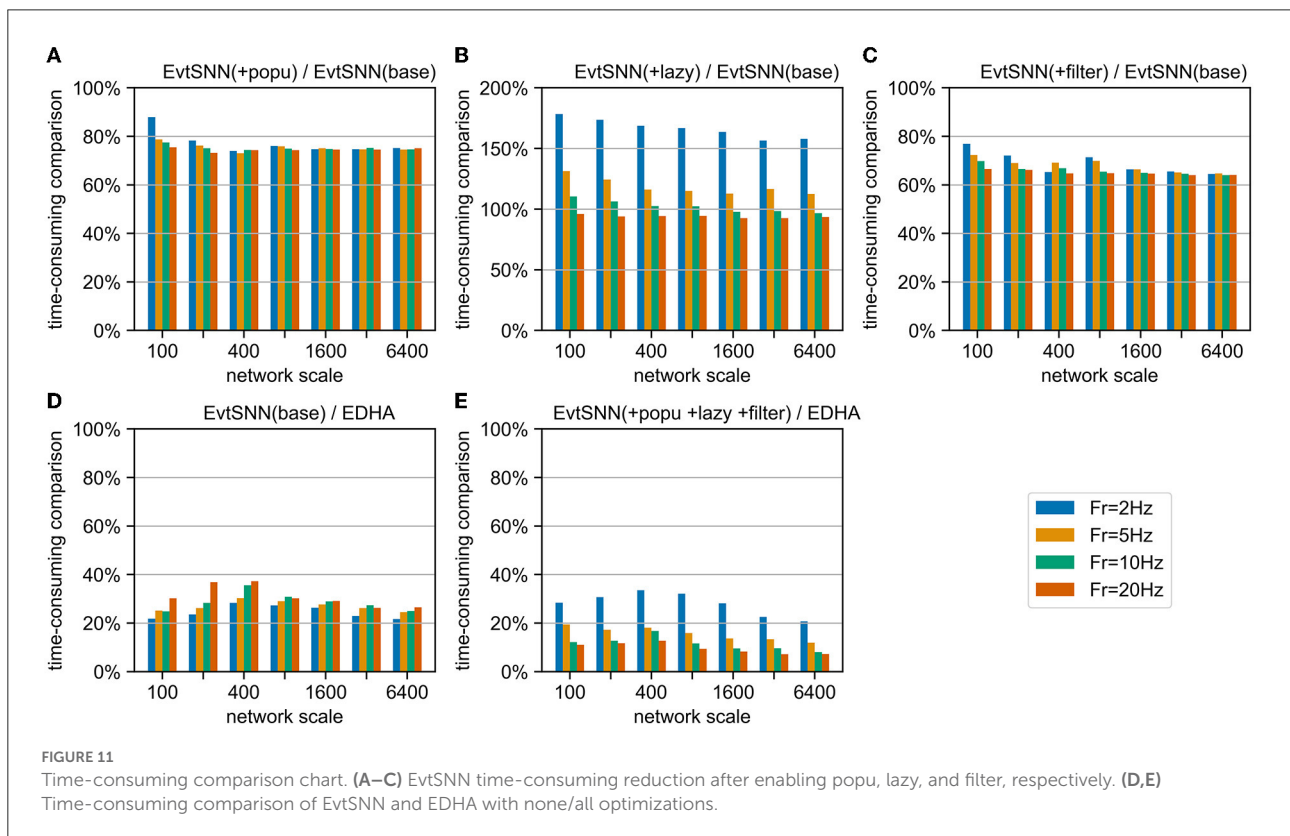 A
EvtSNN(+popu) / EvtSNN(base)
100%
80%
60%
40%
20%
0%
time-consuming comparison
100
400
1600
6400
network scale
B
EvtSNN(+lazy) / EvtSNN(base)
200%
150%
100%
50%
0%
time-consuming comparison
100
400
1600
6400
network scale
C
EvtSNN(+filter) / EvtSNN(base)
100%
80%
60%
40%
20%
0%
time-consuming comparison
100
400
1600
6400
network scale
D
EvtSNN(base) / EDHA
100%
80%
60%
40%
20%
0%
time-consuming comparison
100
400
1600
6400
network scale
E
EvtSNN(+popu +lazy +filter) / EDHA
100%
80%
60%
40%
20%
0%
time-consuming comparison
100
400
1600
6400
network scale
Fr=2Hz
Fr=5Hz
Fr=10Hz
Fr=20Hz
FIGURE 11
Time-consuming comparison chart. (A–C) EvtSNN time-consuming reduction after enabling popu, lazy, and filter, respectively. (D,E)
Time-consuming comparison of EvtSNN and EDHA with none/all optimizations.